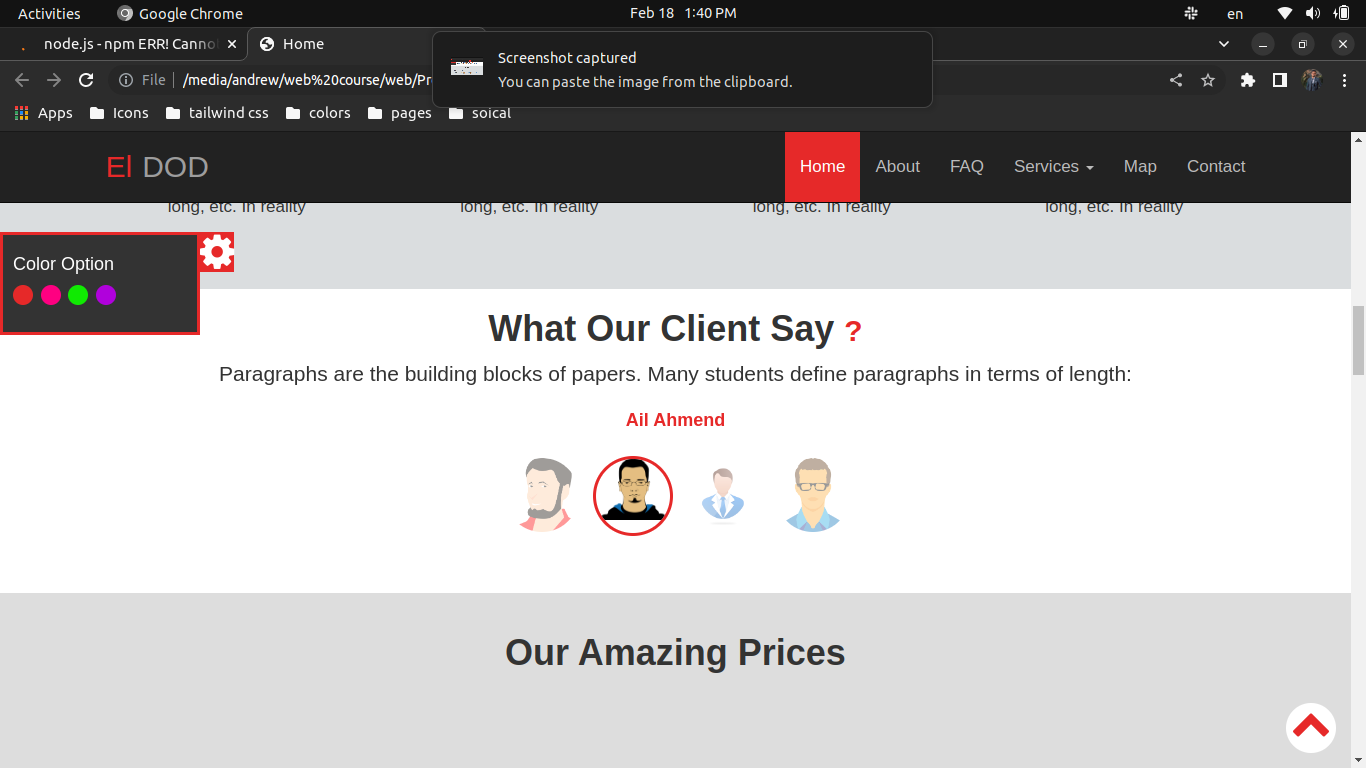 Activities Google Chrome Feb 18 1:40 PM en
node.js - npm ERR! Canno Home
Screenshot captured
You can paste the image from the clipboard.
File /media/andrew/web%20course/web/Pr
Apps Icons tailwind css colors pages soical
El DOD Home About FAQ Services Map Contact
long, etc. In reality long, etc. In reality long, etc. In reality long, etc. In reality
Color Option
What Our Client Say ?
Paragraphs are the building blocks of papers. Many students define paragraphs in terms of length:
Ail Ahmend
Our Amazing Prices